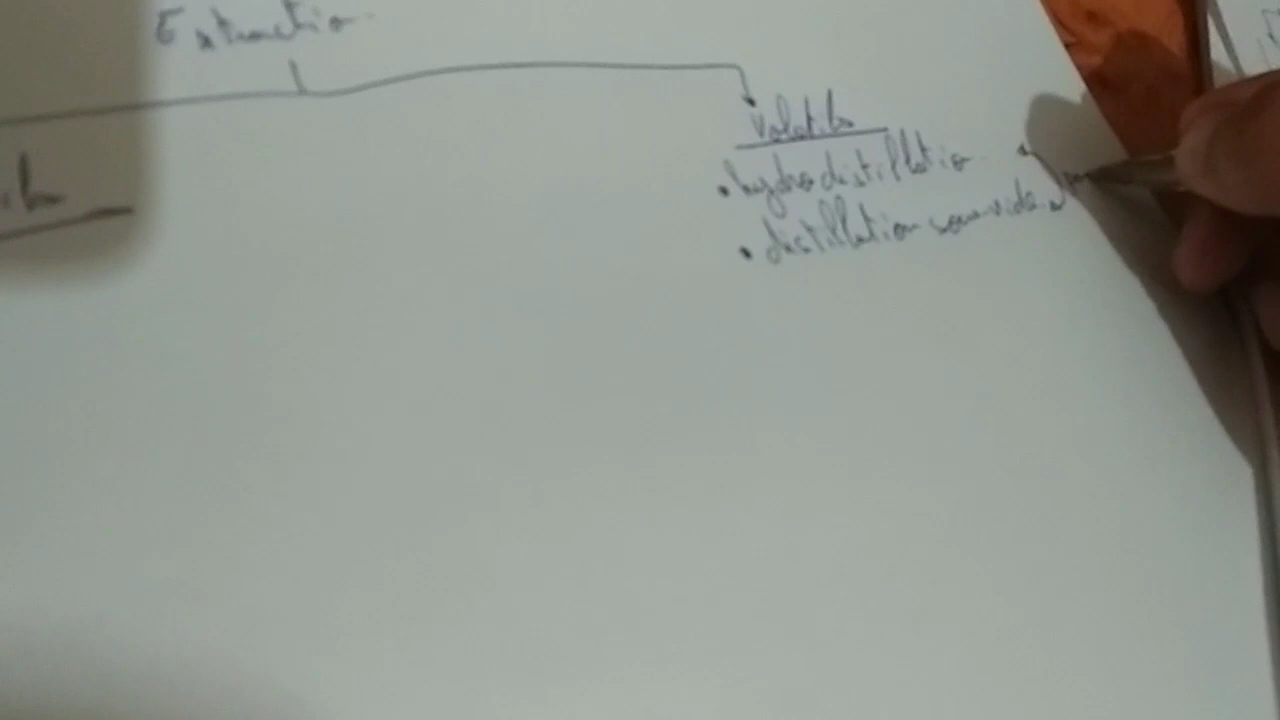 Extraction
Volatils
• hydrodistillation
• distillation sous-vide